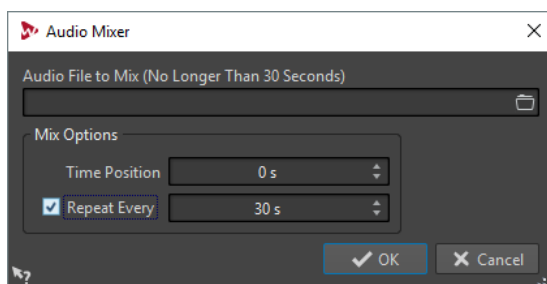 Audio Mixer
Audio File to Mix (No Longer Than 30 Seconds)
Mix Options
Time Position 0 s
Repeat Every 30 s
OK Cancel
?